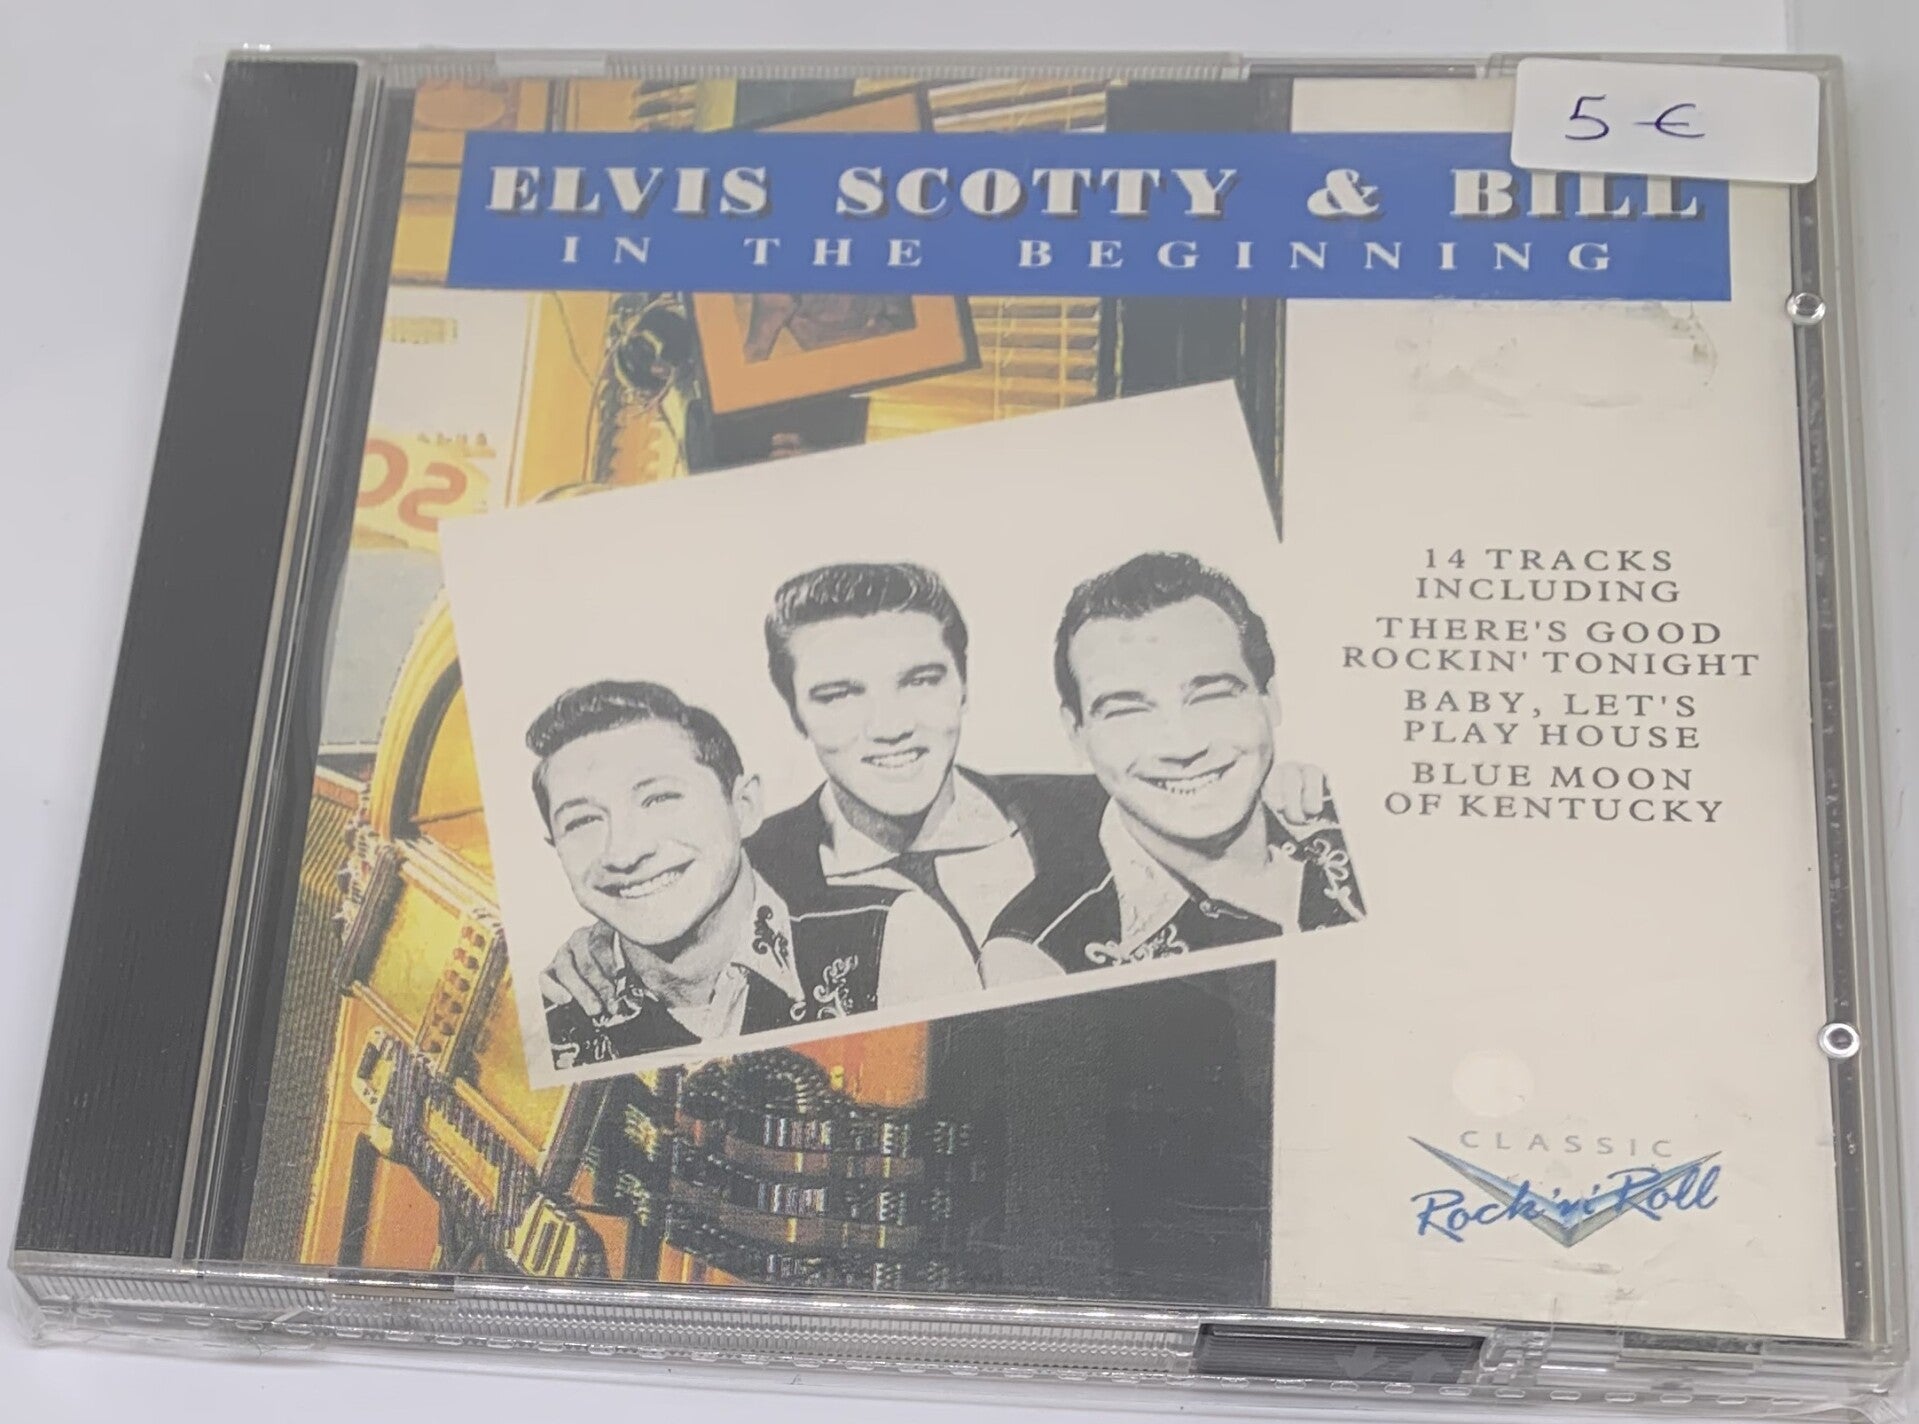 5 €
ELVIS SCOTTY & BILL
IN THE BEGINNING
14 TRACKS
INCLUDING
THERE'S GOOD
ROCKIN' TONIGHT
BABY, LET'S
PLAY HOUSE
BLUE MOON
OF KENTUCKY
CLASSIC
Rock 'n' Roll